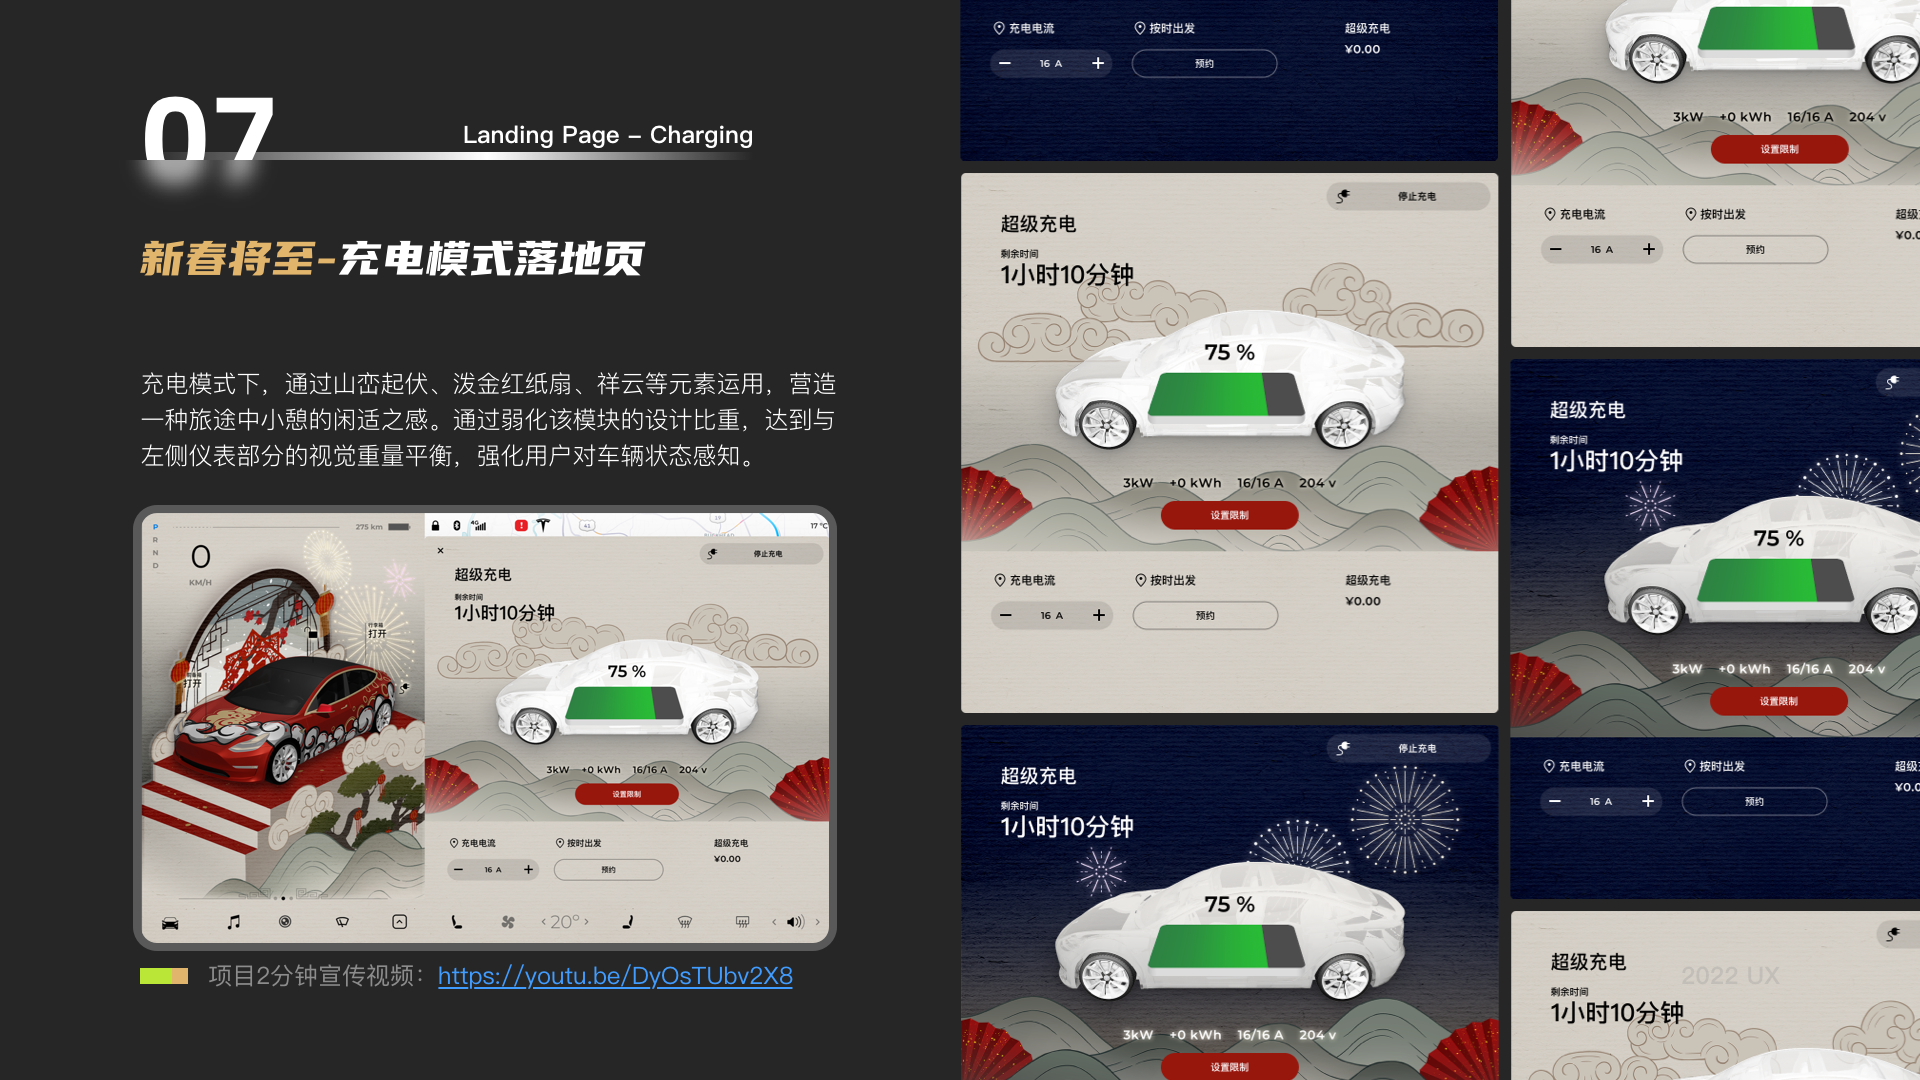 07
Landing Page – Charging
新春将至-充电模式落地页
充电模式下，通过山峦起伏、泼金红纸扇、祥云等元素运用，营造
一种旅途中小憩的闲适之感。通过弱化该模块的设计比重，达到与
左侧仪表部分的视觉重量平衡，强化用户对车辆状态感知。
P
R
N
D
275 km
0
KM/H
行李箱
打开
前备箱
打开
4G
41
19
17 °C
×
停止充电
超级充电
剩余时间
1小时10分钟
75 %
3kW +0 kWh 16/16 A 204 v
设置限制
充电电流
按时出发
超级充电
¥0.00
− 16 A +
预约
< 20° >
< >
项目2分钟宣传视频：https://youtu.be/DyOsTUbv2X8
充电电流
按时出发
超级充电
¥0.00
− 16 A +
预约
停止充电
超级充电
剩余时间
1小时10分钟
75 %
3kW +0 kWh 16/16 A 204 v
设置限制
充电电流
按时出发
超级充电
¥0.00
− 16 A +
预约
停止充电
超级充电
剩余时间
1小时10分钟
75 %
3kW +0 kWh 16/16 A 204 v
设置限制
3kW +0 kWh 16/16 A 204 v
设置限制
充电电流
按时出发
超级
¥0.0
− 16 A +
预约
超级充电
剩余时间
1小时10分钟
75 %
3kW +0 kWh 16/16 A 204 v
设置限制
充电电流
按时出发
超级
¥0.0
− 16 A +
预约
超级充电
2022 UX
剩余时间
1小时10分钟